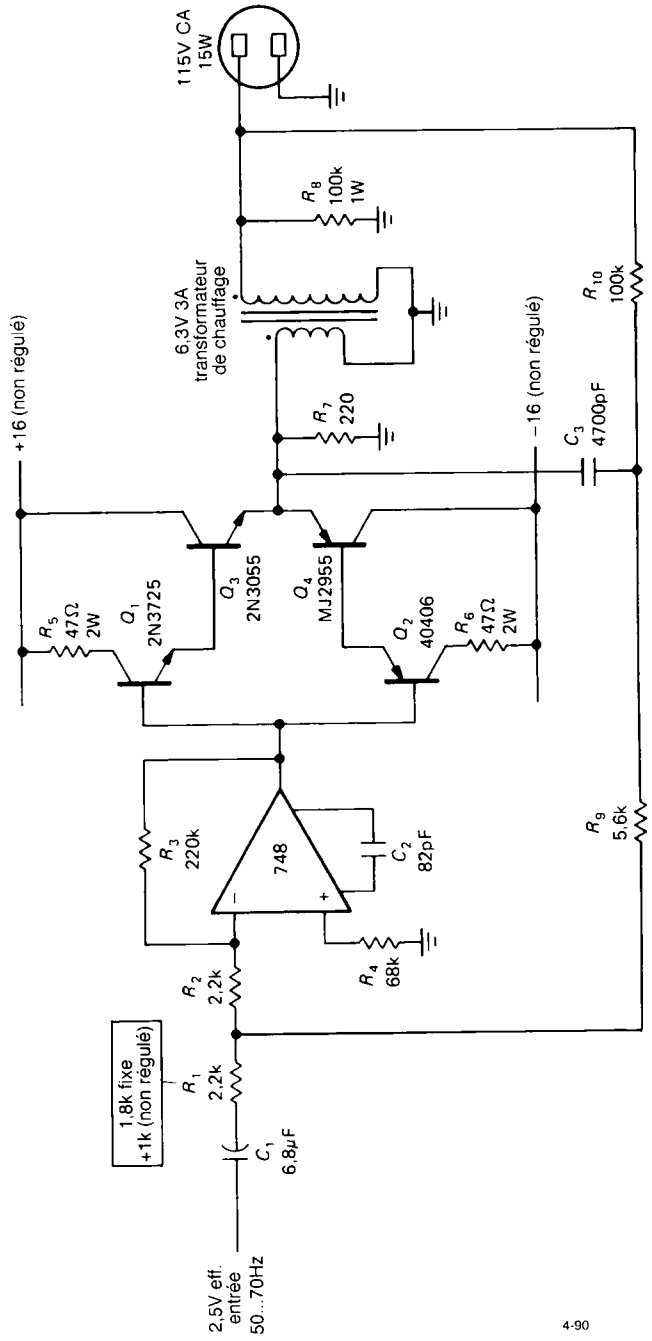 1,8k fixe
+1k (non régulé)
2,5V eff.
entrée
50...70Hz
C1
6,8µF
R1
2,2k
R2
2,2k
R3
220k
748
−
+
R4
68k
C2
82pF
R5
47Ω
2W
Q1
2N3725
Q3
2N3055
Q4
MJ2955
Q2
40406
R6
47Ω
2W
+16 (non régulé)
−16 (non régulé)
R7
220
6,3V 3A
transformateur
de chauffage
R8
100k
1W
115V CA
15W
C3
4700pF
R9
5,6k
R10
100k
4-90